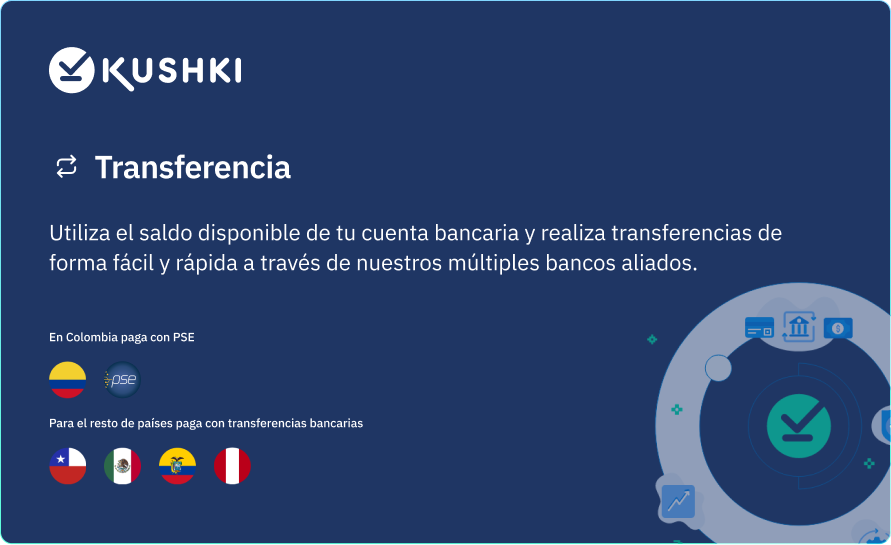 KUSHKI
Transferencia
Utiliza el saldo disponible de tu cuenta bancaria y realiza transferencias de
forma fácil y rápida a través de nuestros múltiples bancos aliados.
En Colombia paga con PSE
pse
Para el resto de países paga con transferencias bancarias